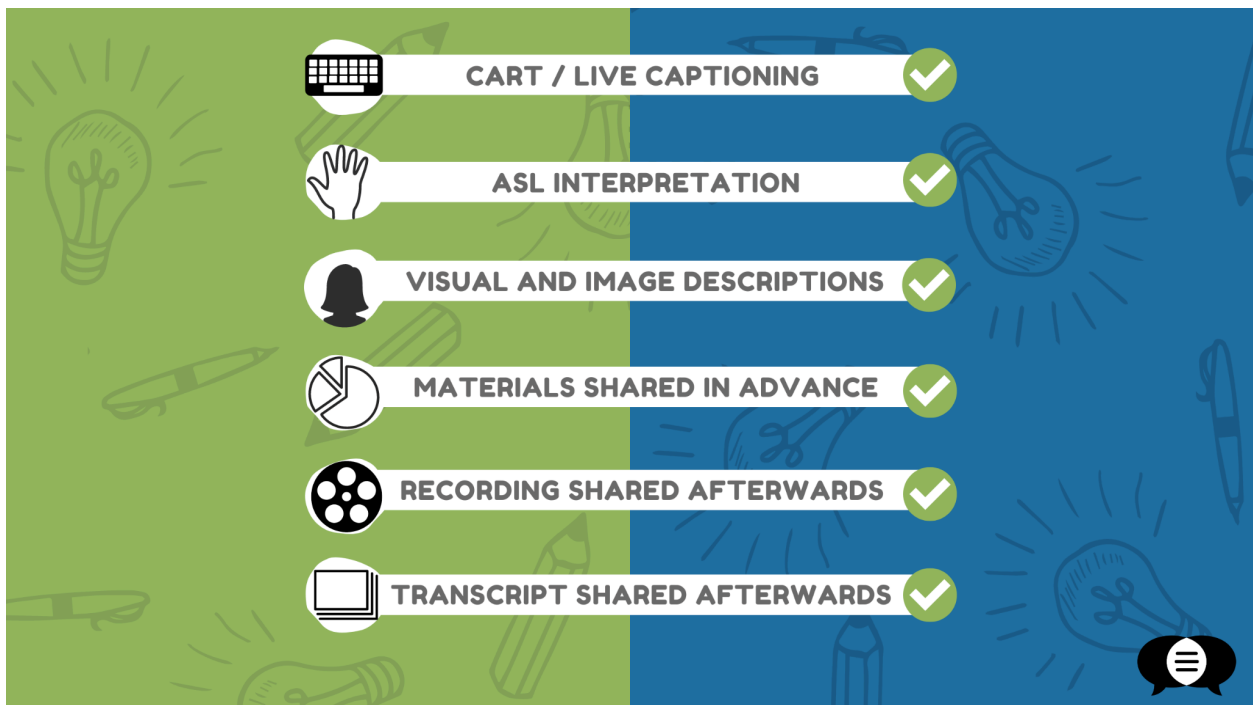 CART / LIVE CAPTIONING
ASL INTERPRETATION
VISUAL AND IMAGE DESCRIPTIONS
MATERIALS SHARED IN ADVANCE
RECORDING SHARED AFTERWARDS
TRANSCRIPT SHARED AFTERWARDS